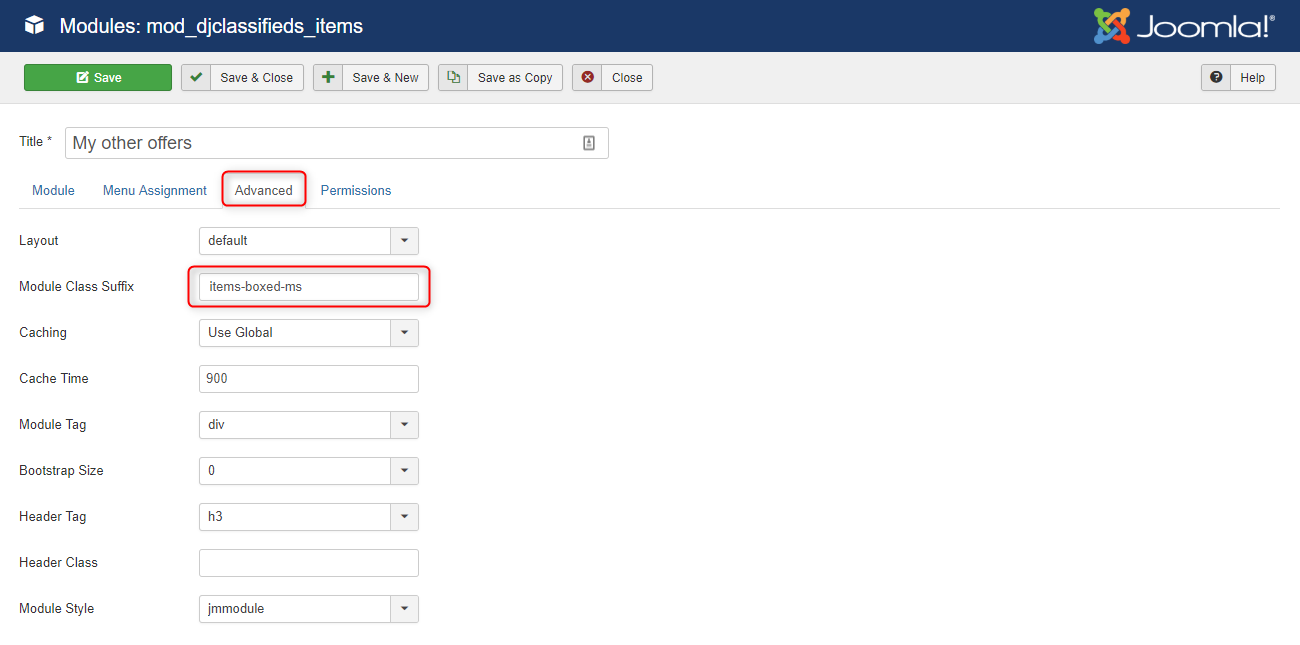 Modules: mod_djclassifieds_items
Joomla!®
Save Save & Close Save & New Save as Copy Close Help
Title * My other offers
Module Menu Assignment Advanced Permissions
Layout default
Module Class Suffix items-boxed-ms
Caching Use Global
Cache Time 900
Module Tag div
Bootstrap Size 0
Header Tag h3
Header Class
Module Style jmmodule